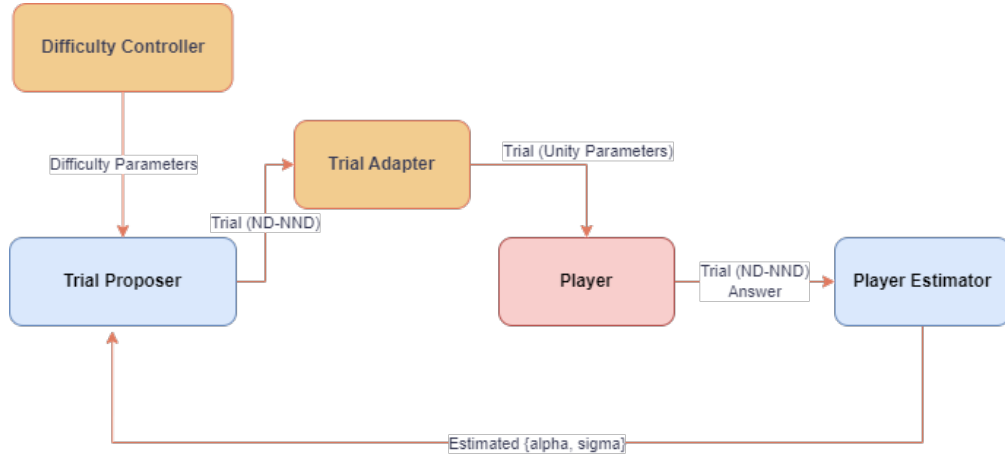 Difficulty Controller
Difficulty Parameters
Trial Adapter
Trial (Unity Parameters)
Trial (ND-NND)
Trial Proposer
Player
Trial (ND-NND)
Answer
Player Estimator
Estimated {alpha, sigma}